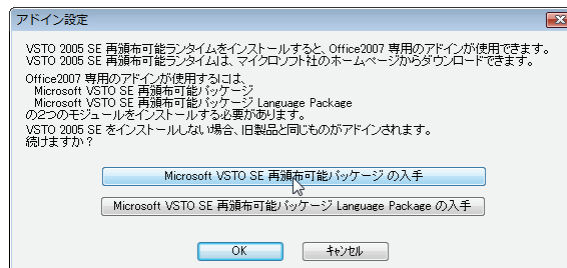 アドイン設定
VSTO 2005 SE 再頒布可能ランタイムをインストールすると、Office2007 専用のアドインが使用できます。
VSTO 2005 SE 再頒布可能ランタイムは、マイクロソフト社のホームページからダウンロードできます。
Office2007 専用のアドインが使用するには、
Microsoft VSTO SE 再頒布可能パッケージ
Microsoft VSTO SE 再頒布可能パッケージ Language Package
の2つのモジュールをインストールする必要があります。
VSTO 2005 SE をインストールしない場合、旧製品と同じものがアドインされます。
続けますか？
Microsoft VSTO SE 再頒布可能パッケージ の入手
Microsoft VSTO SE 再頒布可能パッケージ Language Package の入手
OK
キャンセル